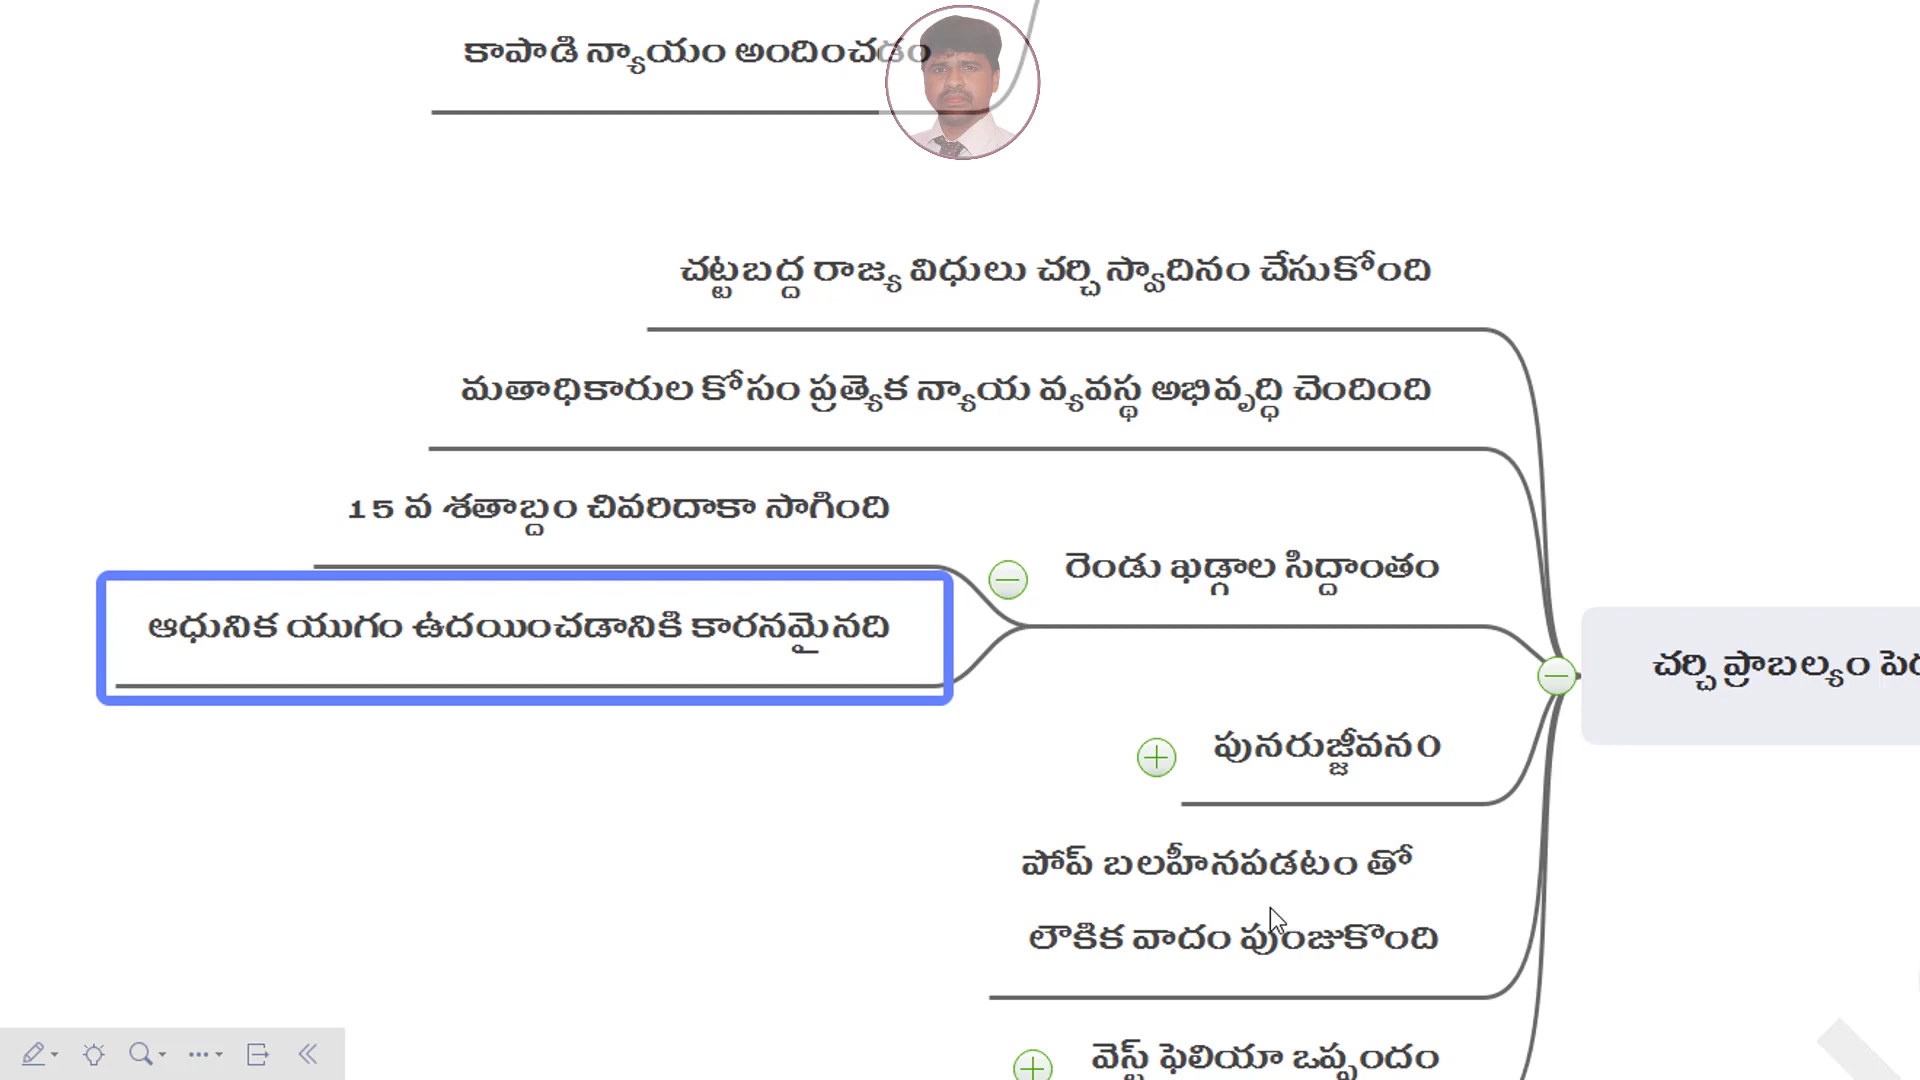 కాపాడి న్యాయం అందించడం
చట్టబద్ద రాజ్య విధులు చర్చి స్వాదినం చేసుకోంది
మతాధికారుల కోసం ప్రత్యెక న్యాయ వ్యవస్థ అభివృద్ధి చెందింది
15 వ శతాబ్దం చివరిదాకా సాగింది
రెండు ఖడ్గాల సిద్దాంతం
ఆధునిక యుగం ఉదయించడానికి కారనమైనది
చర్చి ప్రాబల్యం
పునరుజ్జీవనం
పోప్ బలహీనపడటం తో
లౌకిక వాదం పుంజుకొంది
వెస్ట్ ఫెలియా ఒప్పందం